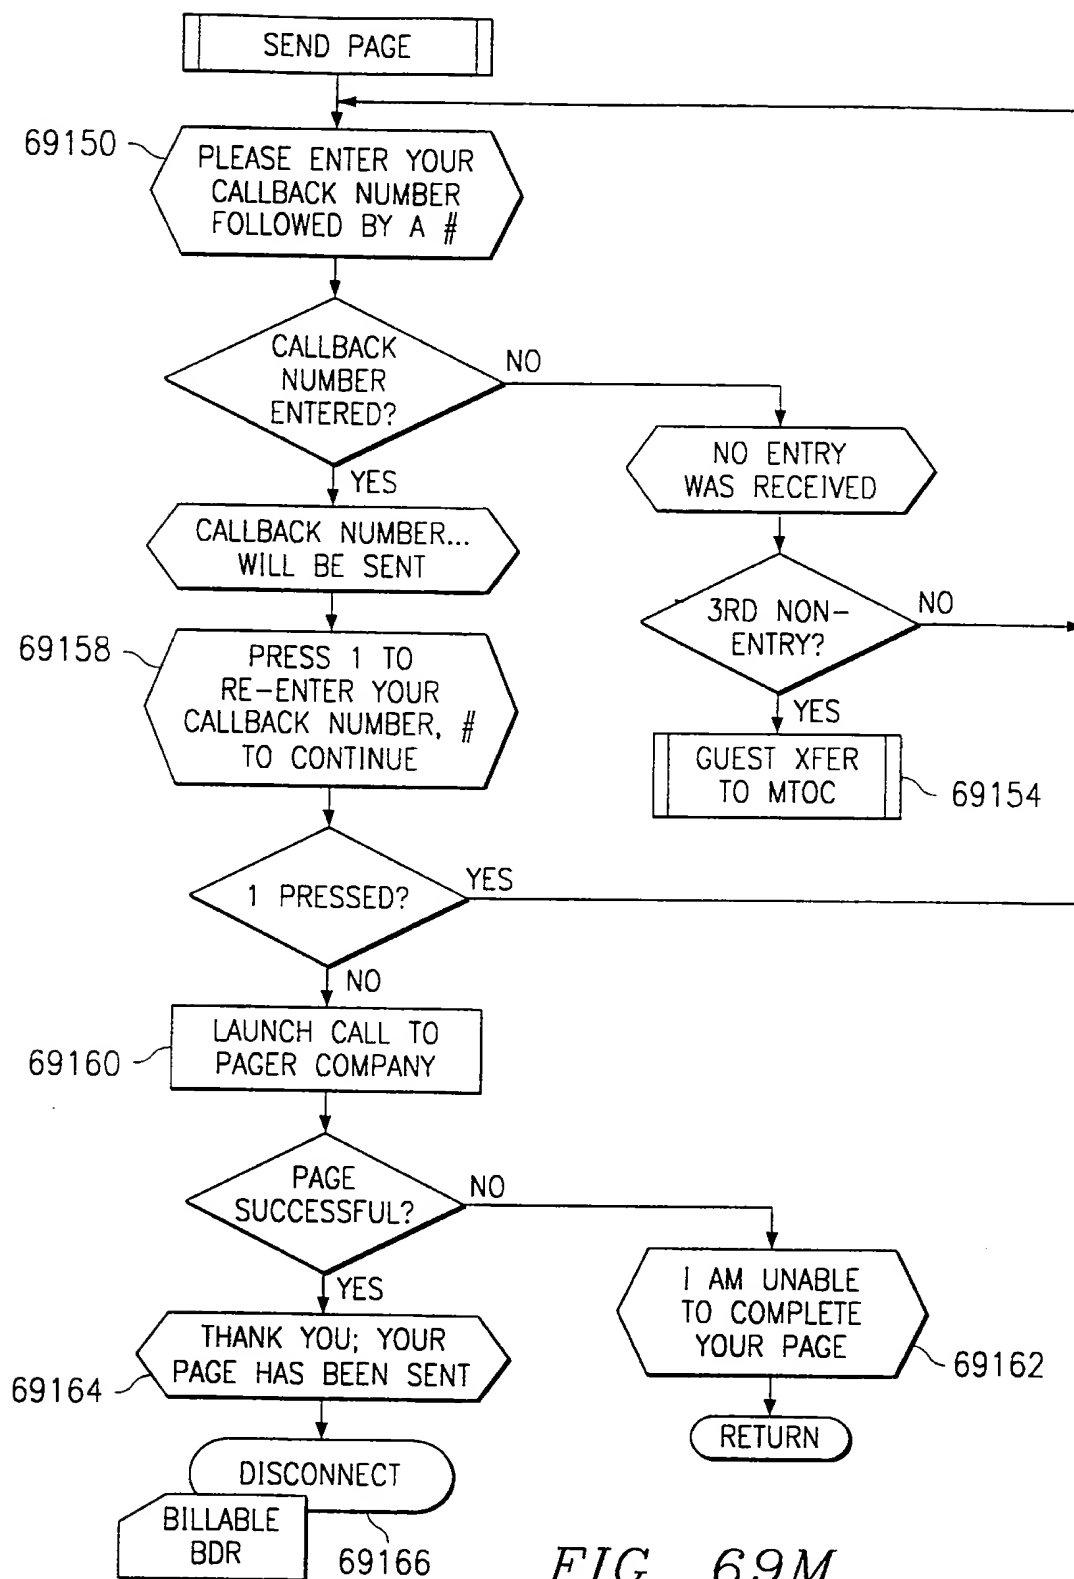 SEND PAGE
69150
PLEASE ENTER YOUR
CALLBACK NUMBER
FOLLOWED BY A #
CALLBACK
NUMBER
ENTERED?
NO
YES
NO ENTRY
WAS RECEIVED
CALLBACK NUMBER...
WILL BE SENT
3RD NON-
ENTRY?
NO
YES
69158
PRESS 1 TO
RE-ENTER YOUR
CALLBACK NUMBER, #
TO CONTINUE
GUEST XFER
TO MTOC
69154
1 PRESSED?
YES
NO
69160
LAUNCH CALL TO
PAGER COMPANY
PAGE
SUCCESSFUL?
NO
YES
I AM UNABLE
TO COMPLETE
YOUR PAGE
69162
69164
THANK YOU; YOUR
PAGE HAS BEEN SENT
RETURN
DISCONNECT
BILLABLE
BDR
69166
FIG. 69M